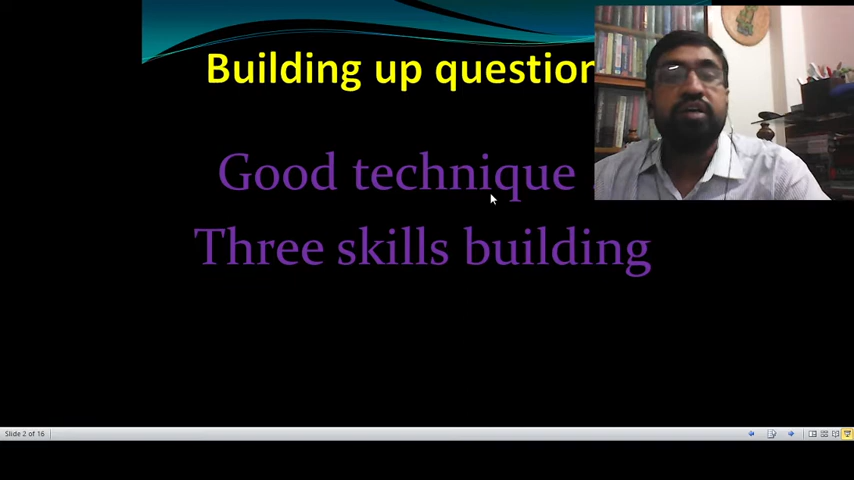 Building up question
Good technique
Three skills building
Slide 2 of 16